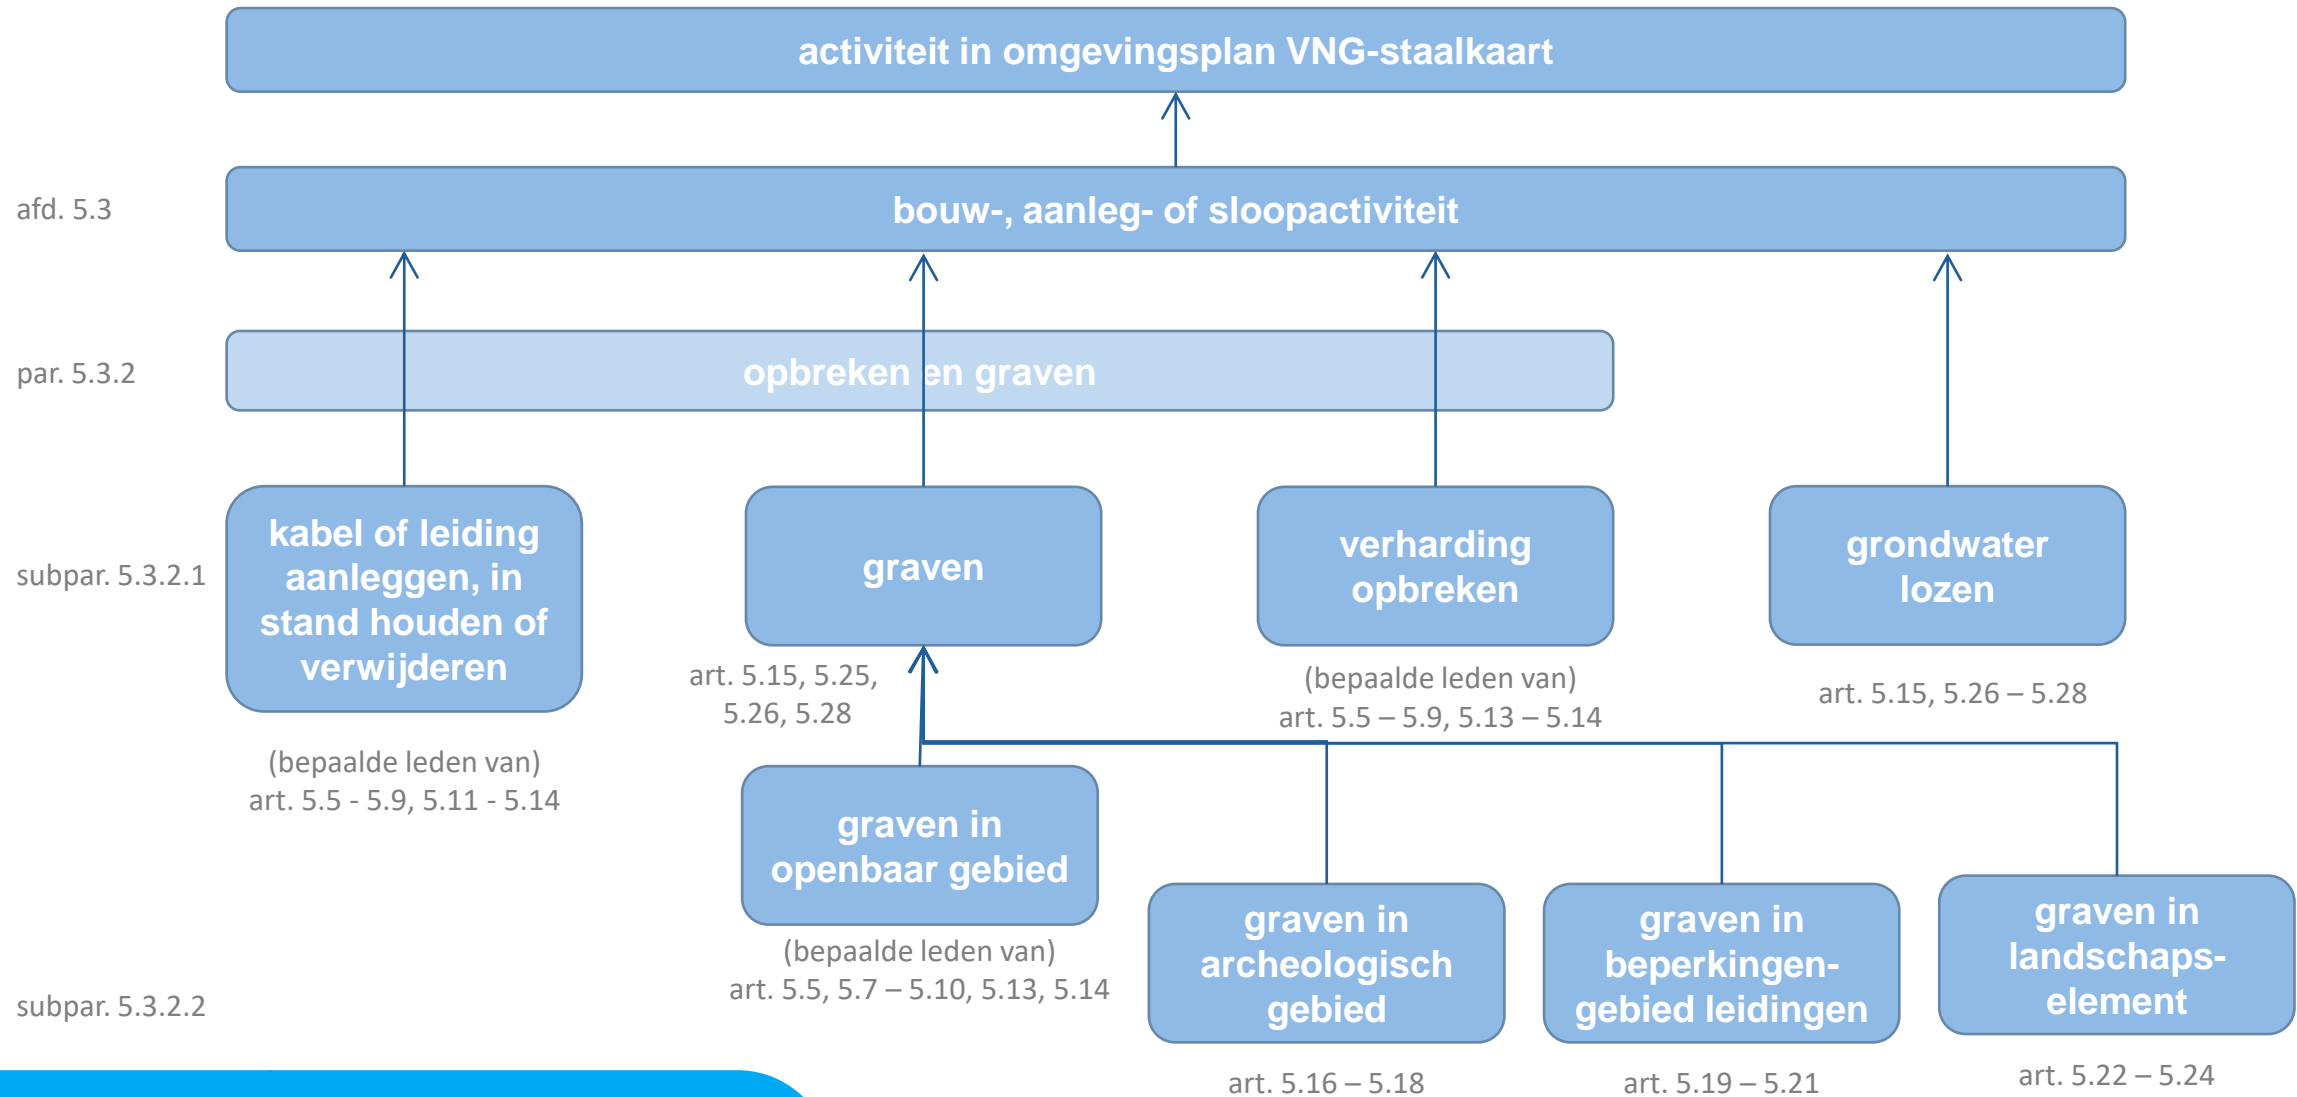 activiteit in omgevingsplan VNG-staalkaart
afd. 5.3
bouw-, aanleg- of sloopactiviteit
par. 5.3.2
opbreken en graven
subpar. 5.3.2.1
kabel of leiding
aanleggen, in
stand houden of
verwijderen
(bepaalde leden van)
art. 5.5 - 5.9, 5.11 - 5.14
graven
art. 5.15, 5.25,
5.26, 5.28
verharding
opbreken
(bepaalde leden van)
art. 5.5 – 5.9, 5.13 – 5.14
grondwater
lozen
art. 5.15, 5.26 – 5.28
subpar. 5.3.2.2
graven in
openbaar gebied
(bepaalde leden van)
art. 5.5, 5.7 – 5.10, 5.13, 5.14
graven in
archeologisch
gebied
art. 5.16 – 5.18
graven in
beperkingen-
gebied leidingen
art. 5.19 – 5.21
graven in
landschaps-
element
art. 5.22 – 5.24